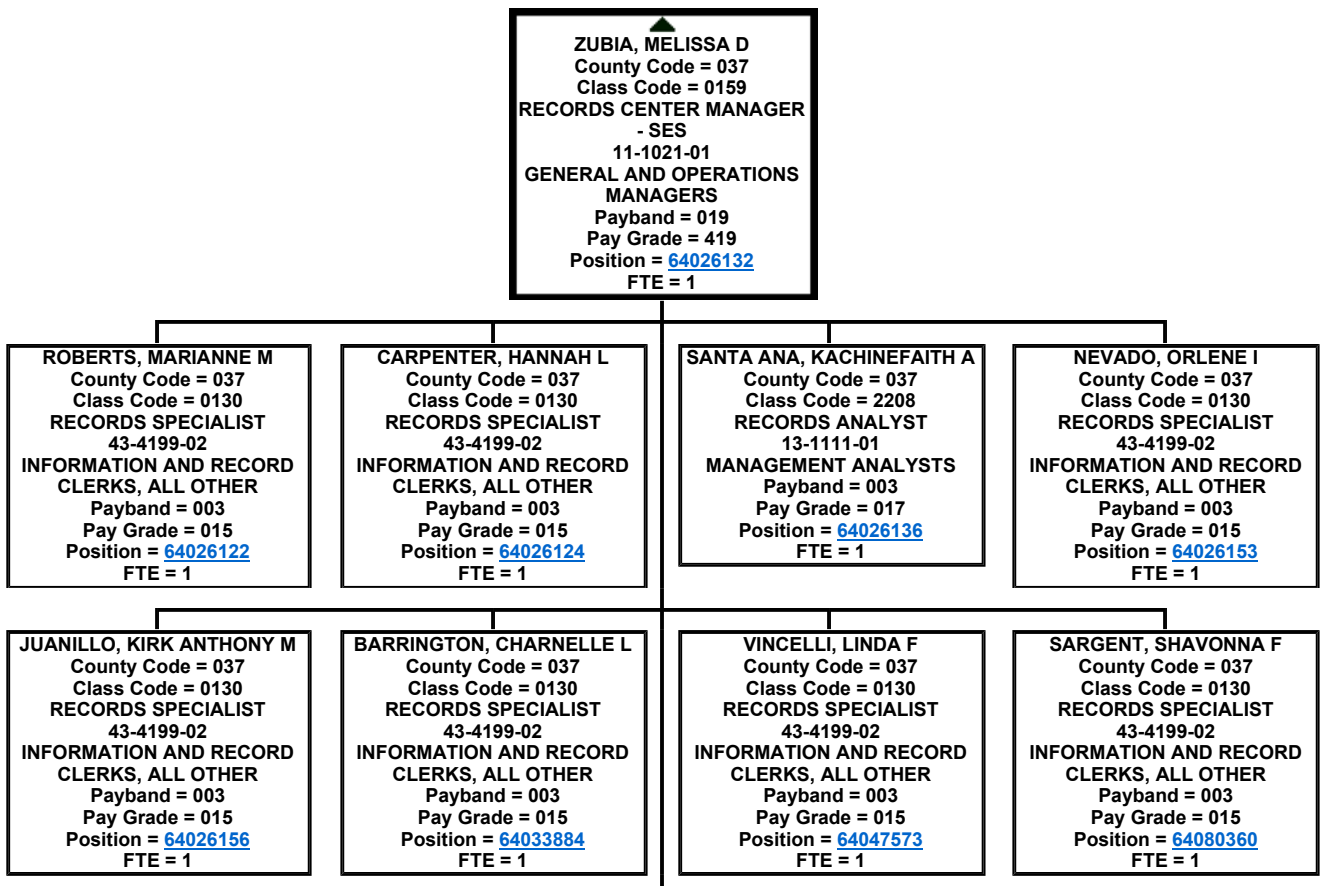 ZUBIA, MELISSA D
County Code = 037
Class Code = 0159
RECORDS CENTER MANAGER
- SES
11-1021-01
GENERAL AND OPERATIONS
MANAGERS
Payband = 019
Pay Grade = 419
Position = 64026132
FTE = 1
ROBERTS, MARIANNE M
County Code = 037
Class Code = 0130
RECORDS SPECIALIST
43-4199-02
INFORMATION AND RECORD
CLERKS, ALL OTHER
Payband = 003
Pay Grade = 015
Position = 64026122
FTE = 1
CARPENTER, HANNAH L
County Code = 037
Class Code = 0130
RECORDS SPECIALIST
43-4199-02
INFORMATION AND RECORD
CLERKS, ALL OTHER
Payband = 003
Pay Grade = 015
Position = 64026124
FTE = 1
SANTA ANA, KACHINEFAITH A
County Code = 037
Class Code = 2208
RECORDS ANALYST
13-1111-01
MANAGEMENT ANALYSTS
Payband = 003
Pay Grade = 017
Position = 64026136
FTE = 1
NEVADO, ORLENE I
County Code = 037
Class Code = 0130
RECORDS SPECIALIST
43-4199-02
INFORMATION AND RECORD
CLERKS, ALL OTHER
Payband = 003
Pay Grade = 015
Position = 64026153
FTE = 1
JUANILLO, KIRK ANTHONY M
County Code = 037
Class Code = 0130
RECORDS SPECIALIST
43-4199-02
INFORMATION AND RECORD
CLERKS, ALL OTHER
Payband = 003
Pay Grade = 015
Position = 64026156
FTE = 1
BARRINGTON, CHARNELLE L
County Code = 037
Class Code = 0130
RECORDS SPECIALIST
43-4199-02
INFORMATION AND RECORD
CLERKS, ALL OTHER
Payband = 003
Pay Grade = 015
Position = 64033884
FTE = 1
VINCELLI, LINDA F
County Code = 037
Class Code = 0130
RECORDS SPECIALIST
43-4199-02
INFORMATION AND RECORD
CLERKS, ALL OTHER
Payband = 003
Pay Grade = 015
Position = 64047573
FTE = 1
SARGENT, SHAVONNA F
County Code = 037
Class Code = 0130
RECORDS SPECIALIST
43-4199-02
INFORMATION AND RECORD
CLERKS, ALL OTHER
Payband = 003
Pay Grade = 015
Position = 64080360
FTE = 1